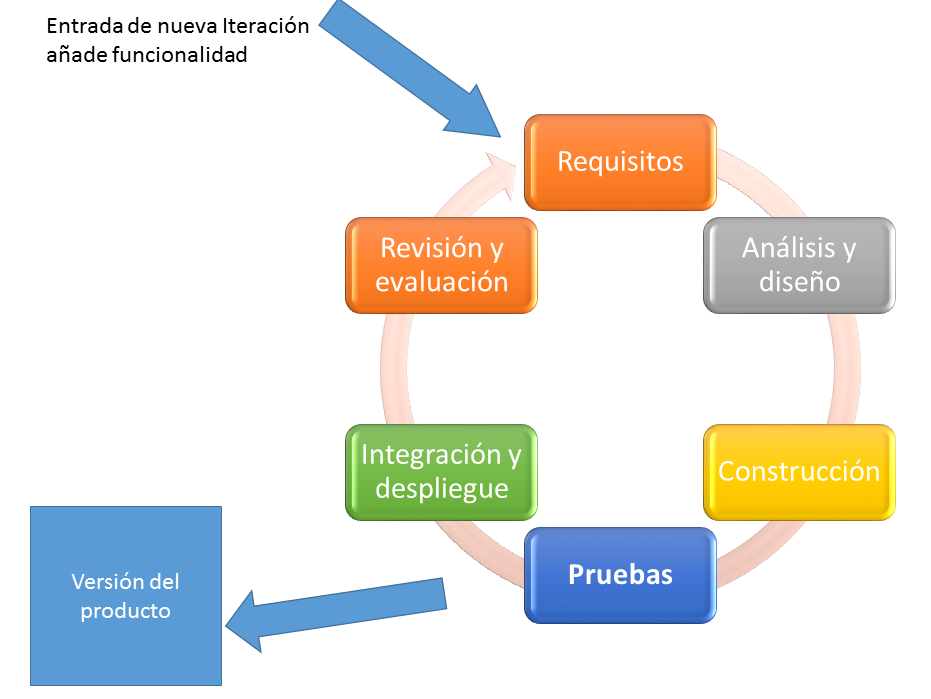 Entrada de nueva Iteración
añade funcionalidad
Requisitos
Análisis y
diseño
Construcción
Pruebas
Integración y
despliegue
Revisión y
evaluación
Versión del
producto